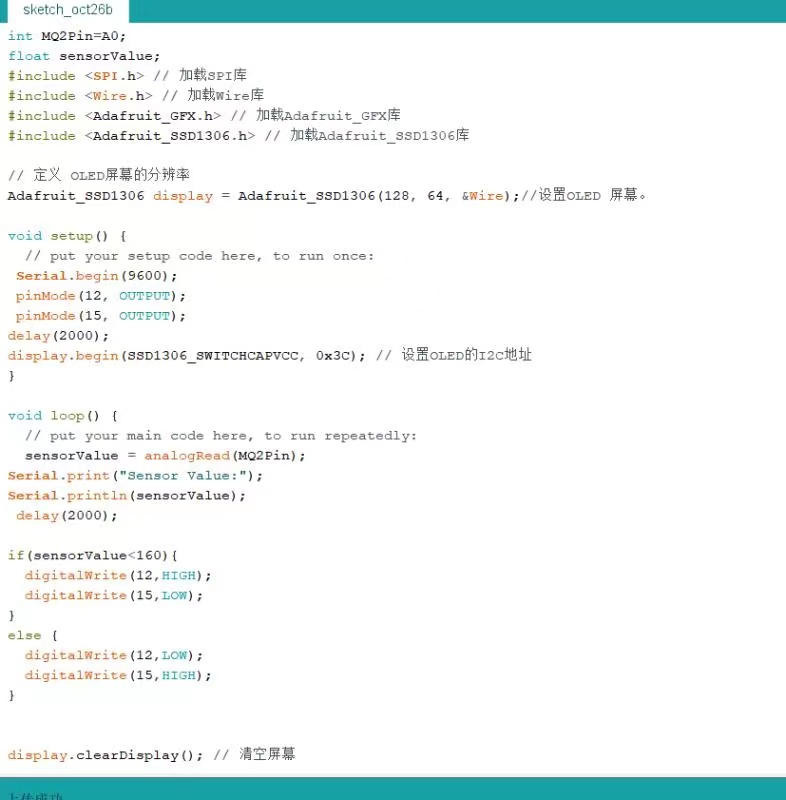 sketch_oct26b
int MQ2Pin=A0;
float sensorValue;
#include <SPI.h> // 加载SPI库
#include <Wire.h> // 加载Wire库
#include <Adafruit_GFX.h> // 加载Adafruit_GFX库
#include <Adafruit_SSD1306.h> // 加载Adafruit_SSD1306库
// 定义 OLED屏幕的分辨率
Adafruit_SSD1306 display = Adafruit_SSD1306(128, 64, &Wire);//设置OLED 屏幕。
void setup() {
// put your setup code here, to run once:
Serial.begin(9600);
pinMode(12, OUTPUT);
pinMode(15, OUTPUT);
delay(2000);
display.begin(SSD1306_SWITCHCAPVCC, 0x3C); // 设置OLED的I2C地址
}
void loop() {
// put your main code here, to run repeatedly:
sensorValue = analogRead(MQ2Pin);
Serial.print("Sensor Value:");
Serial.println(sensorValue);
delay(2000);
if(sensorValue<160){
digitalWrite(12,HIGH);
digitalWrite(15,LOW);
}
else {
digitalWrite(12,LOW);
digitalWrite(15,HIGH);
}
display.clearDisplay(); // 清空屏幕
上传成功